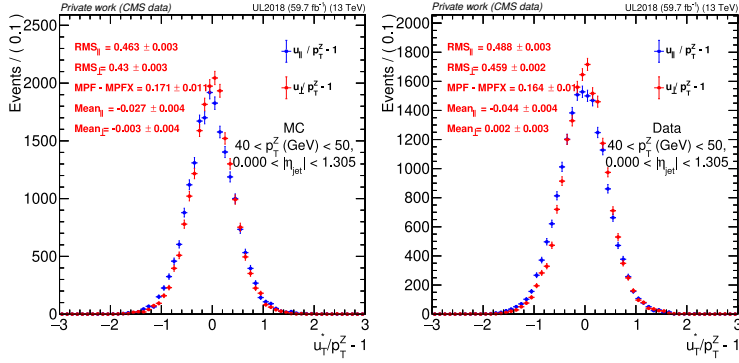 Private work (CMS data) UL2018 (59.7 fb⁻¹) (13 TeV)
Events / ( 0.1 )
RMS_∥ = 0.463 ± 0.003
RMS_⊥ = 0.43 ± 0.003
MPF - MPFX = 0.171 ± 0.011
Mean_∥ = -0.027 ± 0.004
Mean_⊥ = -0.003 ± 0.004
u_∥ / p_T^Z - 1
u_⊥/ p_T^Z - 1
MC
40 < p_T^Z (GeV) < 50,
0.000 < |η_jet| < 1.305
2000
1500
1000
500
0
−3 −2 −1 0 1 2 3
u_T^*/p_T^Z - 1
Private work (CMS data) UL2018 (59.7 fb⁻¹) (13 TeV)
Events / ( 0.1 )
RMS_∥ = 0.488 ± 0.003
RMS_⊥ = 0.459 ± 0.002
MPF - MPFX = 0.164 ± 0.01
Mean_∥ = -0.044 ± 0.004
Mean_⊥ = 0.002 ± 0.003
u_∥ / p_T^Z - 1
u_⊥/ p_T^Z - 1
Data
40 < p_T^Z (GeV) < 50,
0.000 < |η_jet| < 1.305
2000
1800
1600
1400
1200
1000
800
600
400
200
0
−3 −2 −1 0 1 2 3
u_T^*/p_T^Z - 1